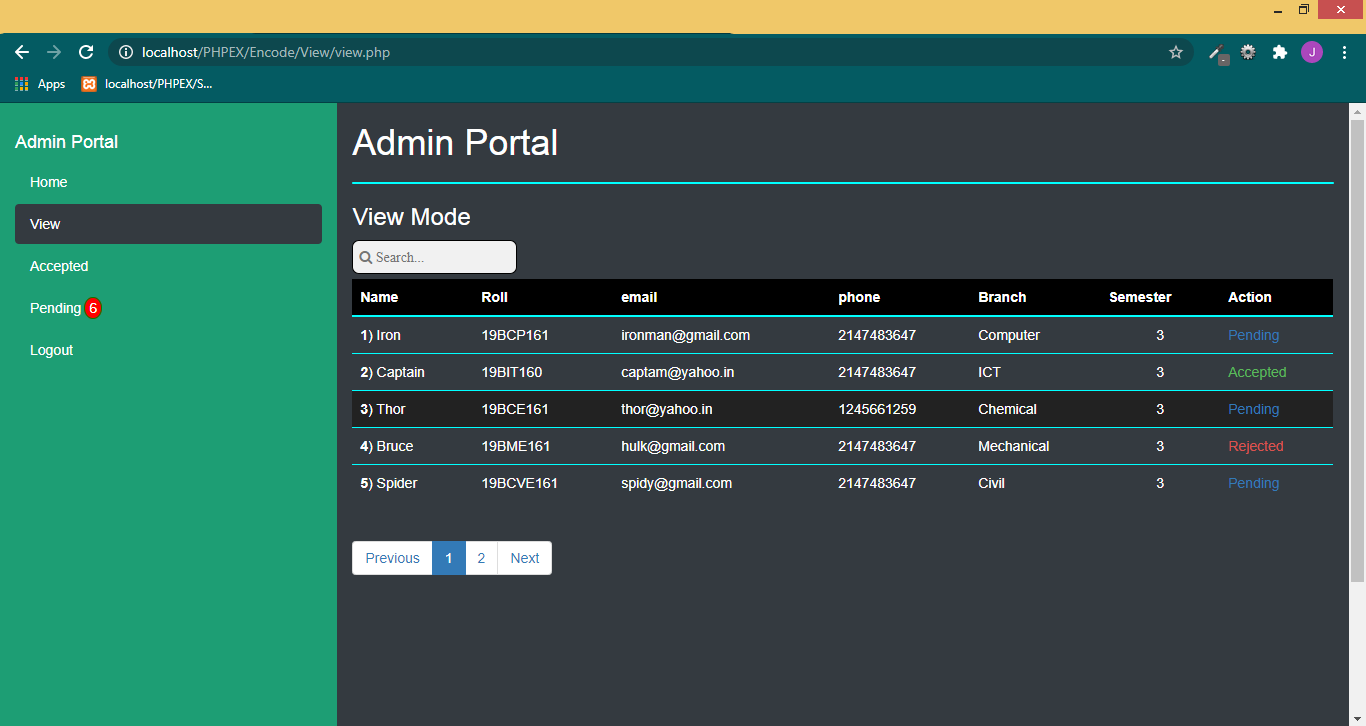 localhost/PHPEX/Encode/View/view.php
J
Apps localhost/PHPEX/S...
Admin Portal
Home
View
Accepted
Pending 6
Logout
Admin Portal
View Mode
Search...
Name Roll email phone Branch Semester Action
1) Iron 19BCP161 ironman@gmail.com 2147483647 Computer 3 Pending
2) Captain 19BIT160 captam@yahoo.in 2147483647 ICT 3 Accepted
3) Thor 19BCE161 thor@yahoo.in 1245661259 Chemical 3 Pending
4) Bruce 19BME161 hulk@gmail.com 2147483647 Mechanical 3 Rejected
5) Spider 19BCVE161 spidy@gmail.com 2147483647 Civil 3 Pending
Previous 1 2 Next